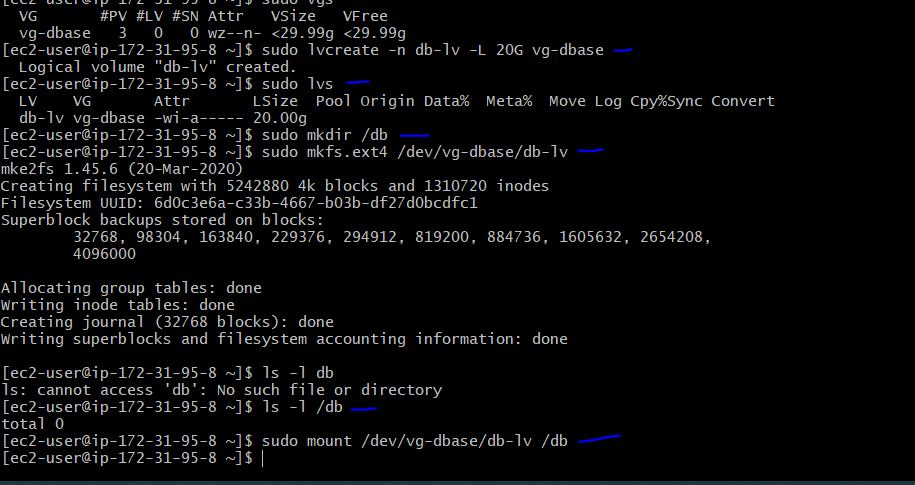 [ec2-user@ip-172-31-95-8 ~]$ sudo vgs
  VG       #PV #LV #SN Attr   VSize   VFree
  vg-dbase   3   0   0 wz--n- <29.99g <29.99g
[ec2-user@ip-172-31-95-8 ~]$ sudo lvcreate -n db-lv -L 20G vg-dbase
  Logical volume "db-lv" created.
[ec2-user@ip-172-31-95-8 ~]$ sudo lvs
  LV    VG       Attr       LSize  Pool Origin Data%  Meta%  Move Log Cpy%Sync Convert
  db-lv vg-dbase -wi-a----- 20.00g
[ec2-user@ip-172-31-95-8 ~]$ sudo mkdir /db
[ec2-user@ip-172-31-95-8 ~]$ sudo mkfs.ext4 /dev/vg-dbase/db-lv
mke2fs 1.45.6 (20-Mar-2020)
Creating filesystem with 5242880 4k blocks and 1310720 inodes
Filesystem UUID: 6d0c3e6a-c33b-4667-b03b-df27d0bcdfc1
Superblock backups stored on blocks:
        32768, 98304, 163840, 229376, 294912, 819200, 884736, 1605632, 2654208,
        4096000
Allocating group tables: done
Writing inode tables: done
Creating journal (32768 blocks): done
Writing superblocks and filesystem accounting information: done
[ec2-user@ip-172-31-95-8 ~]$ ls -l db
ls: cannot access 'db': No such file or directory
[ec2-user@ip-172-31-95-8 ~]$ ls -l /db
total 0
[ec2-user@ip-172-31-95-8 ~]$ sudo mount /dev/vg-dbase/db-lv /db
[ec2-user@ip-172-31-95-8 ~]$